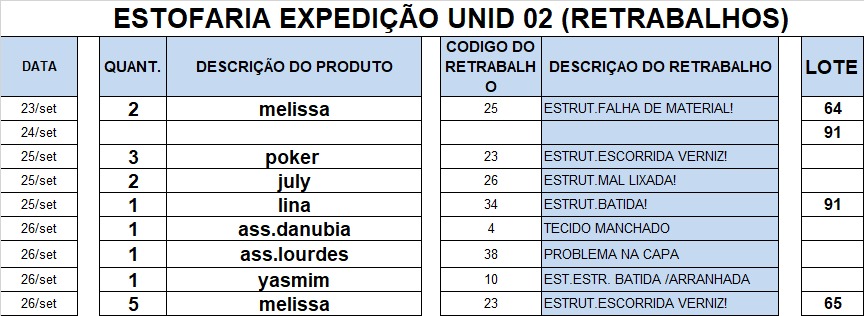 ESTOFARIA EXPEDIÇÃO UNID 02 (RETRABALHOS)
DATA QUANT. DESCRIÇÃO DO PRODUTO CODIGO DO RETRABALHO DESCRIÇAO DO RETRABALHO LOTE
23/set 2 melissa 25 ESTRUT.FALHA DE MATERIAL! 64
24/set 91
25/set 3 poker 23 ESTRUT.ESCORRIDA VERNIZ!
25/set 2 july 26 ESTRUT.MAL LIXADA!
25/set 1 lina 34 ESTRUT.BATIDA! 91
26/set 1 ass.danubia 4 TECIDO MANCHADO
26/set 1 ass.lourdes 38 PROBLEMA NA CAPA
26/set 1 yasmim 10 EST.ESTR. BATIDA /ARRANHADA
26/set 5 melissa 23 ESTRUT.ESCORRIDA VERNIZ! 65